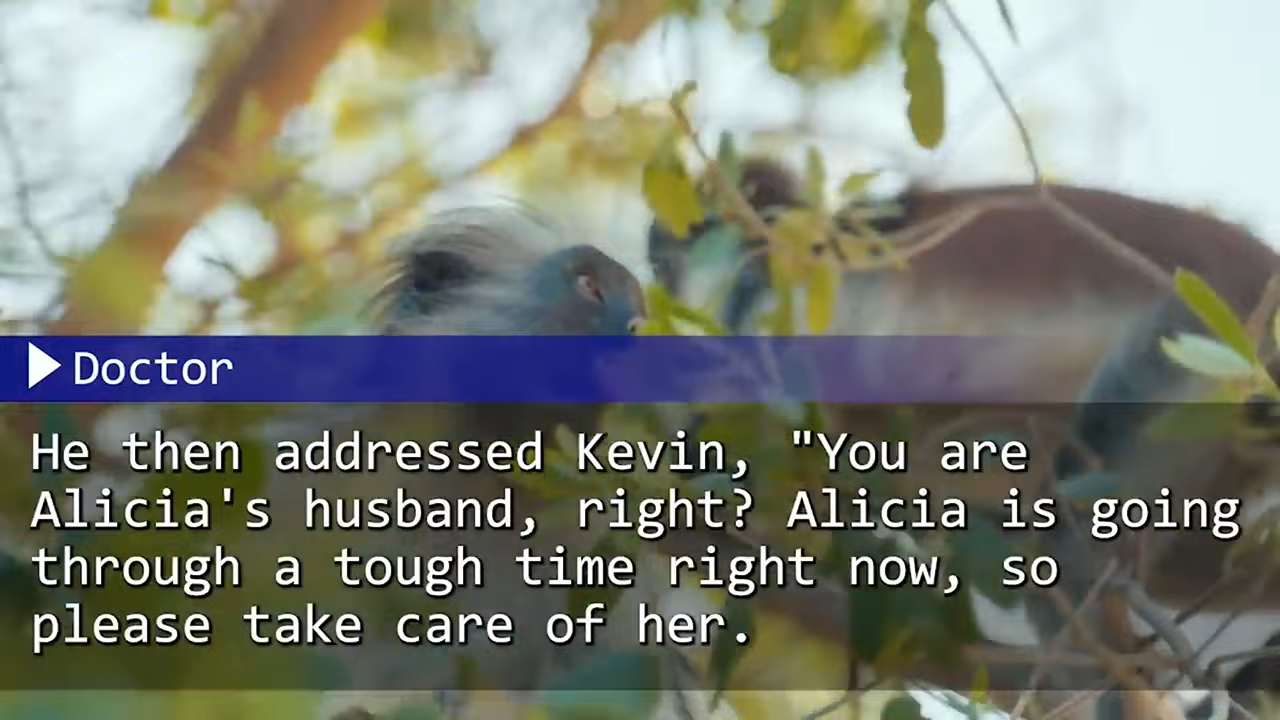 Doctor
He then addressed Kevin, "You are
Alicia's husband, right? Alicia is going
through a tough time right now, so
please take care of her.